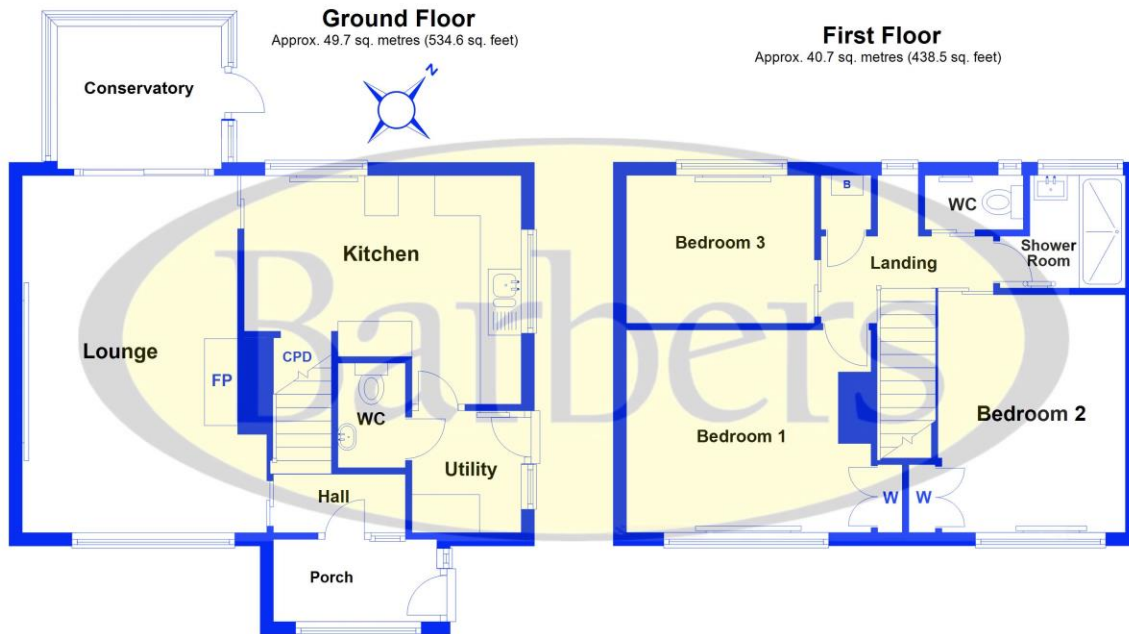 Ground Floor
Approx. 49.7 sq. metres (534.6 sq. feet)
First Floor
Approx. 40.7 sq. metres (438.5 sq. feet)
N
Conservatory
Kitchen
Lounge
FP
CPD
WC
Utility
Hall
Porch
B
WC
Bedroom 3
Landing
Shower
Room
Bedroom 1
Bedroom 2
W
W
Barbers